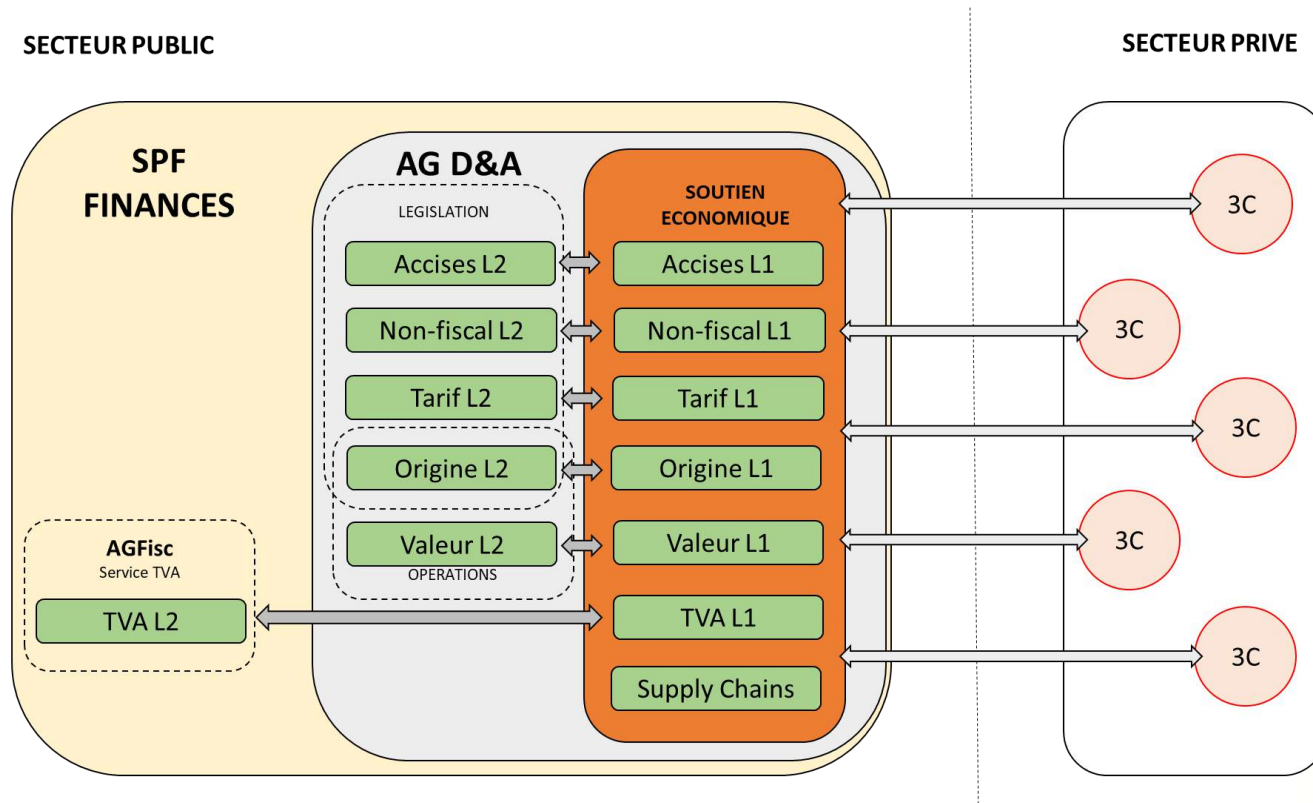 SECTEUR PUBLIC
SECTEUR PRIVE
SPF
FINANCES
AG D&A
LEGISLATION
Accises L2
Non-fiscal L2
Tarif L2
Origine L2
Valeur L2
OPERATIONS
AGFisc
Service TVA
TVA L2
SOUTIEN
ECONOMIQUE
Accises L1
Non-fiscal L1
Tarif L1
Origine L1
Valeur L1
TVA L1
Supply Chains
3C
3C
3C
3C
3C